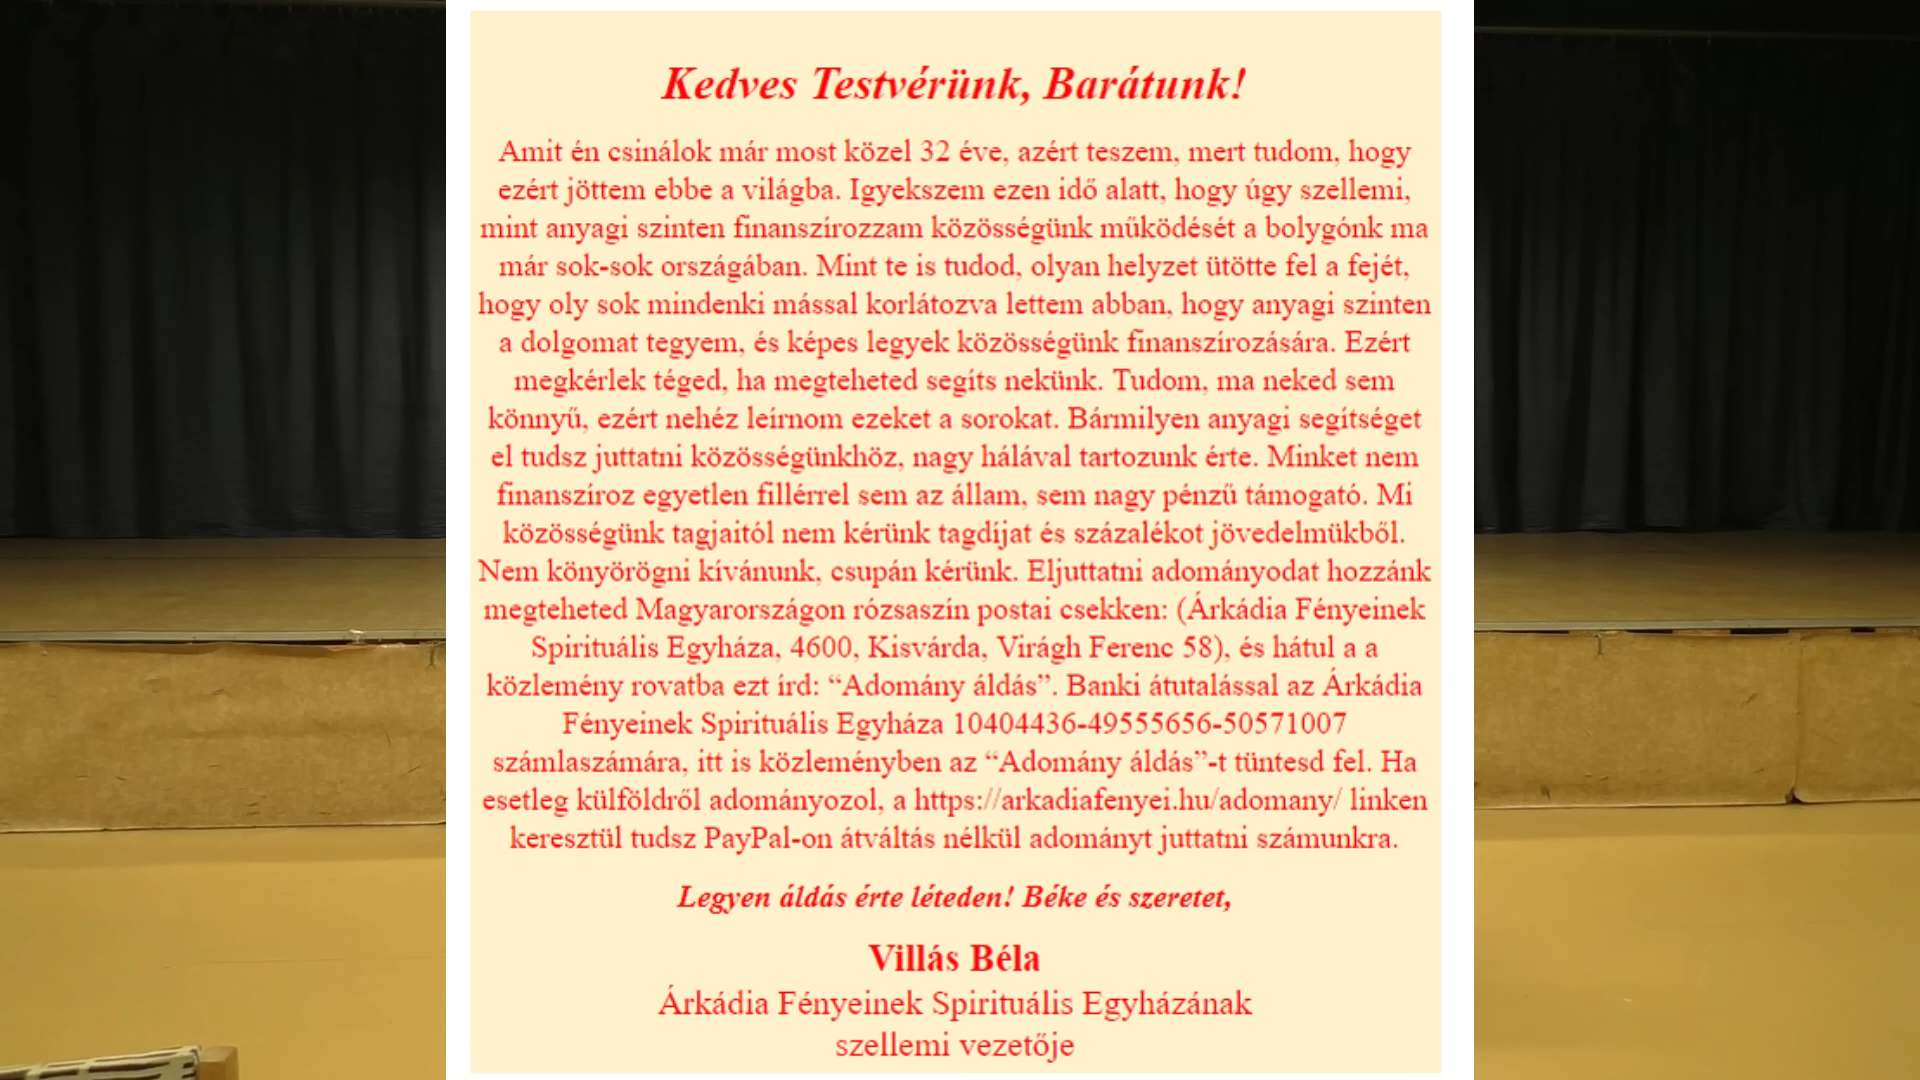 Kedves Testvérünk, Barátunk!
Amit én csinálok már most közel 32 éve, azért teszem, mert tudom, hogy
ezért jöttem ebbe a világba. Igyekszem ezen idő alatt, hogy úgy szellemi,
mint anyagi szinten finanszírozzam közösségünk működését a bolygónk ma
már sok-sok országában. Mint te is tudod, olyan helyzet ütötte fel a fejét,
hogy oly sok mindenki mással korlátozva lettem abban, hogy anyagi szinten
a dolgomat tegyem, és képes legyek közösségünk finanszírozására. Ezért
megkérlek téged, ha megteheted segíts nekünk. Tudom, ma neked sem
könnyű, ezért nehéz leírnom ezeket a sorokat. Bármilyen anyagi segítséget
el tudsz juttatni közösségünkhöz, nagy hálával tartozunk érte. Minket nem
finanszíroz egyetlen fillérrel sem az állam, sem nagy pénzű támogató. Mi
közösségünk tagjaitól nem kérünk tagdíjat és százalékot jövedelmükből.
Nem könyörögni kívánunk, csupán kérünk. Eljuttatni adományodat hozzánk
megteheted Magyarországon rózsaszín postai csekken: (Árkádia Fényeinek
Spirituális Egyháza, 4600, Kisvárda, Virágh Ferenc 58), és hátul a a
közlemény rovatba ezt írd: “Adomány áldás”. Banki átutalással az Árkádia
Fényeinek Spirituális Egyháza 10404436-49555656-50571007
számlaszámára, itt is közleményben az “Adomány áldás”-t tüntesd fel. Ha
esetleg külföldről adományozol, a https://arkadiafenyei.hu/adomany/ linken
keresztül tudsz PayPal-on átváltás nélkül adományt juttatni számunkra.
Legyen áldás érte léteden! Béke és szeretet,
Villás Béla
Árkádia Fényeinek Spirituális Egyházának
szellemi vezetője